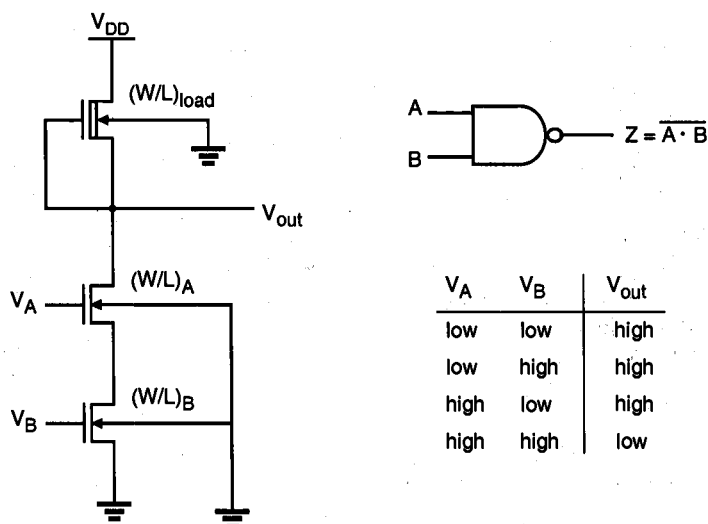 V_DD
(W/L)_load
V_out
(W/L)_A
V_A
(W/L)_B
V_B
A
B
Z = \overline{A · B}
V_A V_B V_out
low low high
low high high
high low high
high high low